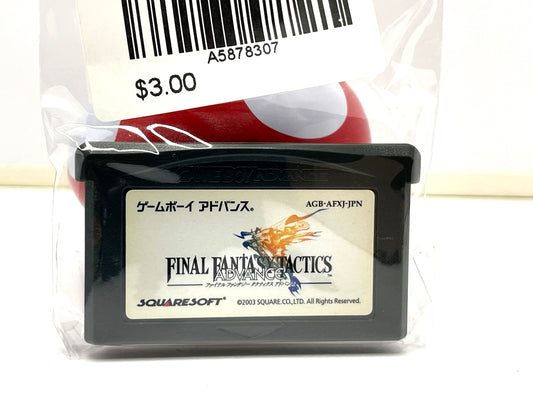 A5878307
$3.00
GAME BOY ADVANCE
ゲームボーイ アドバンス®
AGB-AFXJ-JPN
FINAL FANTASY TACTICS
ADVANCE
™
ファイナルファンタジー タクティクス アドバンス
SQUARESOFT®
©2003 SQUARE CO.,LTD. All Rights Reserved.